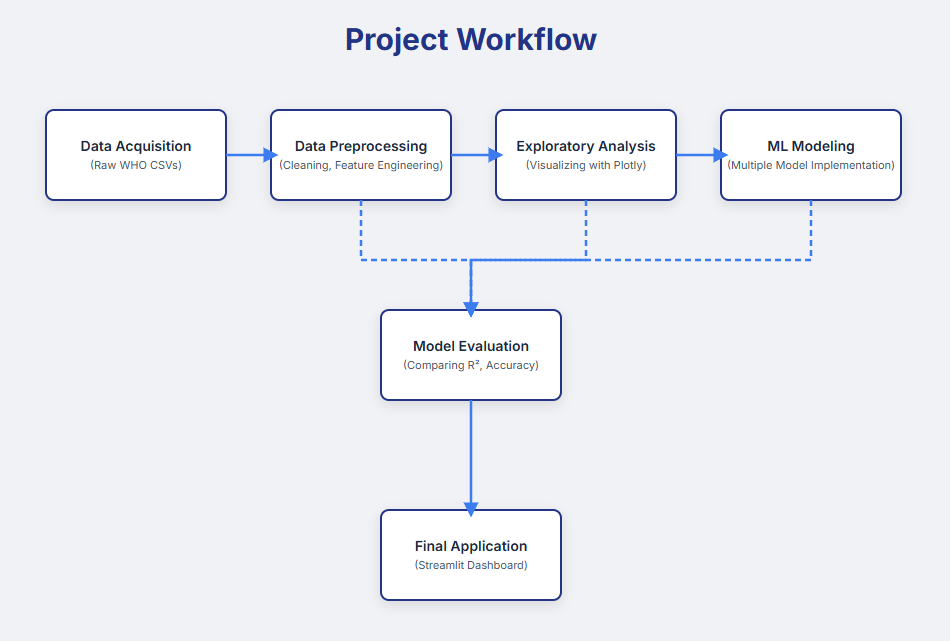 Project Workflow
Data Acquisition
(Raw WHO CSVs)
Data Preprocessing
(Cleaning, Feature Engineering)
Exploratory Analysis
(Visualizing with Plotly)
ML Modeling
(Multiple Model Implementation)
Model Evaluation
(Comparing R², Accuracy)
Final Application
(Streamlit Dashboard)